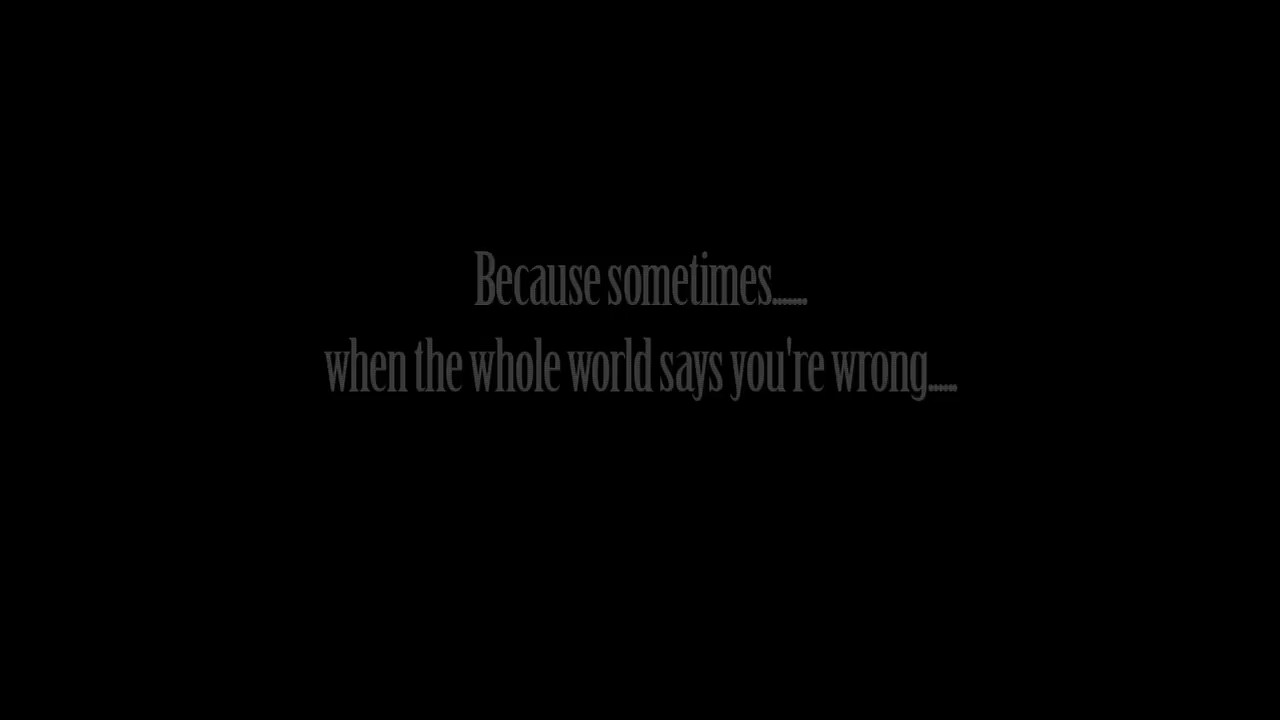 Because sometimes.......
when the whole world says you're wrong......